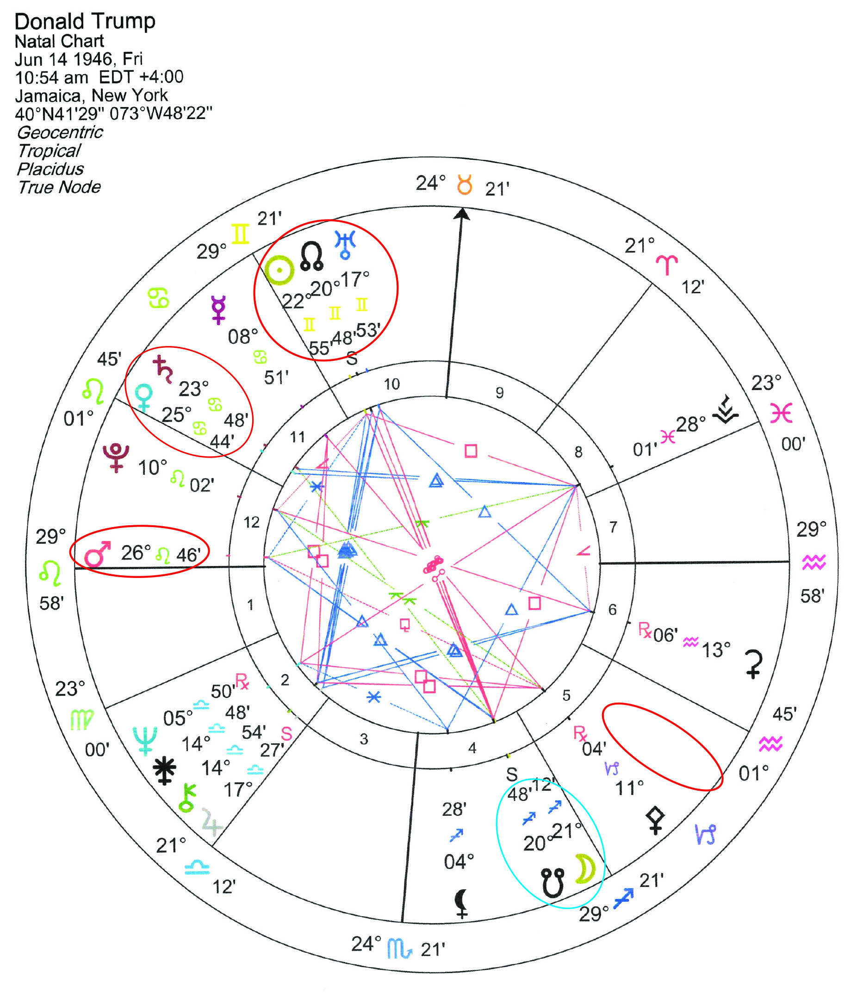 Donald Trump
Natal Chart
Jun 14 1946, Fri
10:54 am EDT +4:00
Jamaica, New York
40°N41'29" 073°W48'22"
Geocentric
Tropical
Placidus
True Node
24° ♉ 21'
29° ♊ 21'
21° ♈ 12'
♋
45' ♌ 01°
23° ♓ 00'
29° ♌ 58'
29° ♒ 58'
23° ♍ 00'
45' ♒ 01°
21° ♎ 12'
♑
29° ♐ 21'
24° ♏ 21'
☉ 22° ♊ 55'
☊ 20° ♊ 48' S
♅ 17° ♊ 53'
☿ 08° ♋ 51'
♄ 23° ♋ 48'
♀ 25° ♋ 44'
♇ 10° ♌ 02'
♂ 26° ♌ 46'
01' ♓ 28°
℞ 06' ♒ 13° ⚳
♆ 05° ♎ 50' ℞
⚵ 14° ♎ 48'
⚷ 14° ♎ 54'
♃ 17° ♎ 27' S
28' ♐ 04° ⚸
S 48' ♐ 20° ☋
12' ♐ 21° ☽
℞ 04' ♑ 11° ⚴
10
9
11
8
12
7
1
6
2
5
3
4